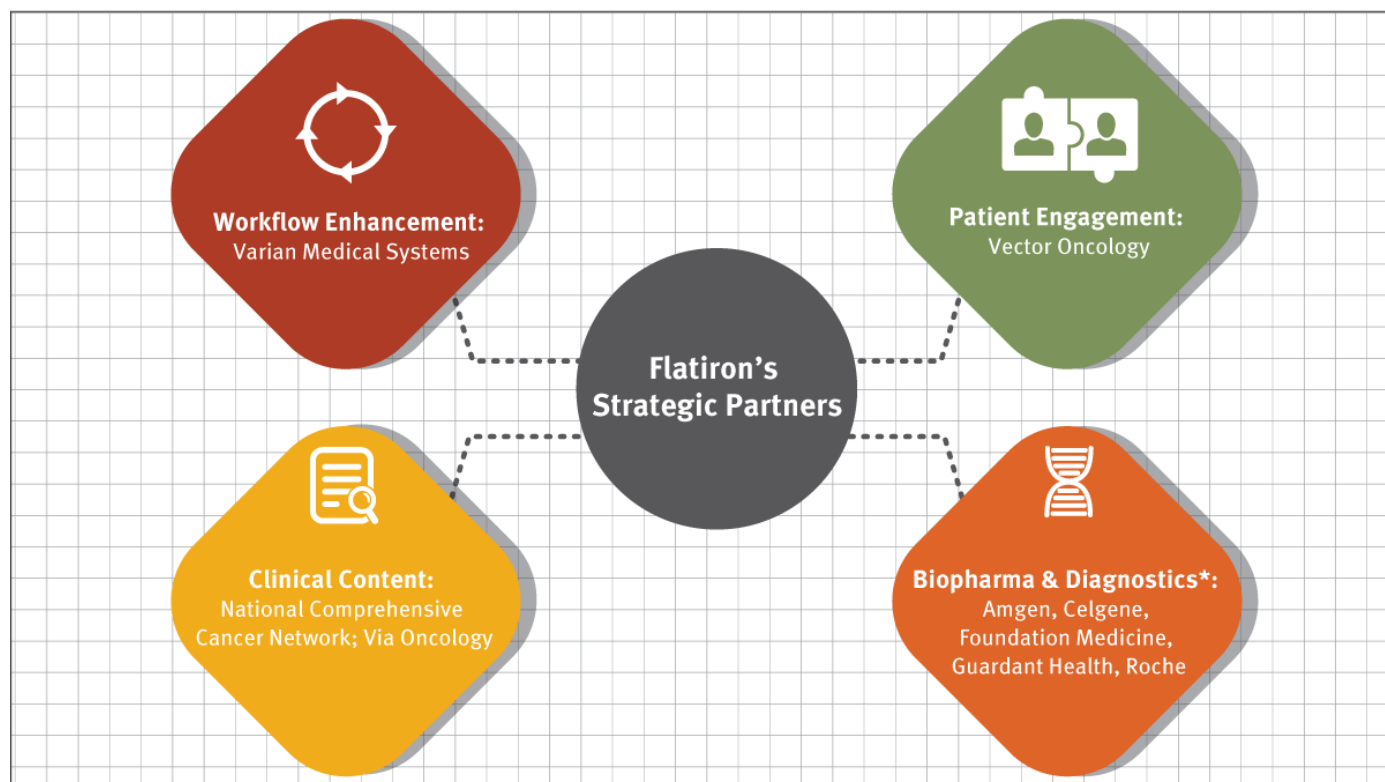 Workflow Enhancement:
Varian Medical Systems
Patient Engagement:
Vector Oncology
Flatiron’s
Strategic Partners
Clinical Content:
National Comprehensive
Cancer Network; Via Oncology
Biopharma & Diagnostics*:
Amgen, Celgene,
Foundation Medicine,
Guardant Health, Roche